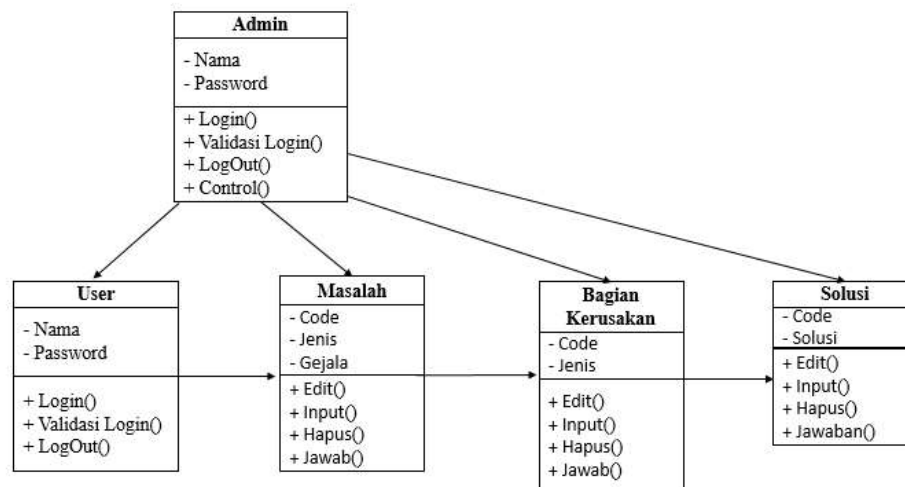 Admin
- Nama
- Password
+ Login()
+ Validasi Login()
+ LogOut()
+ Control()
User
- Nama
- Password
+ Login()
+ Validasi Login()
+ LogOut()
Masalah
- Code
- Jenis
- Gejala
+ Edit()
+ Input()
+ Hapus()
+ Jawab()
Bagian
Kerusakan
- Code
- Jenis
+ Edit()
+ Input()
+ Hapus()
+ Jawab()
Solusi
- Code
- Solusi
+ Edit()
+ Input()
+ Hapus()
+ Jawaban()